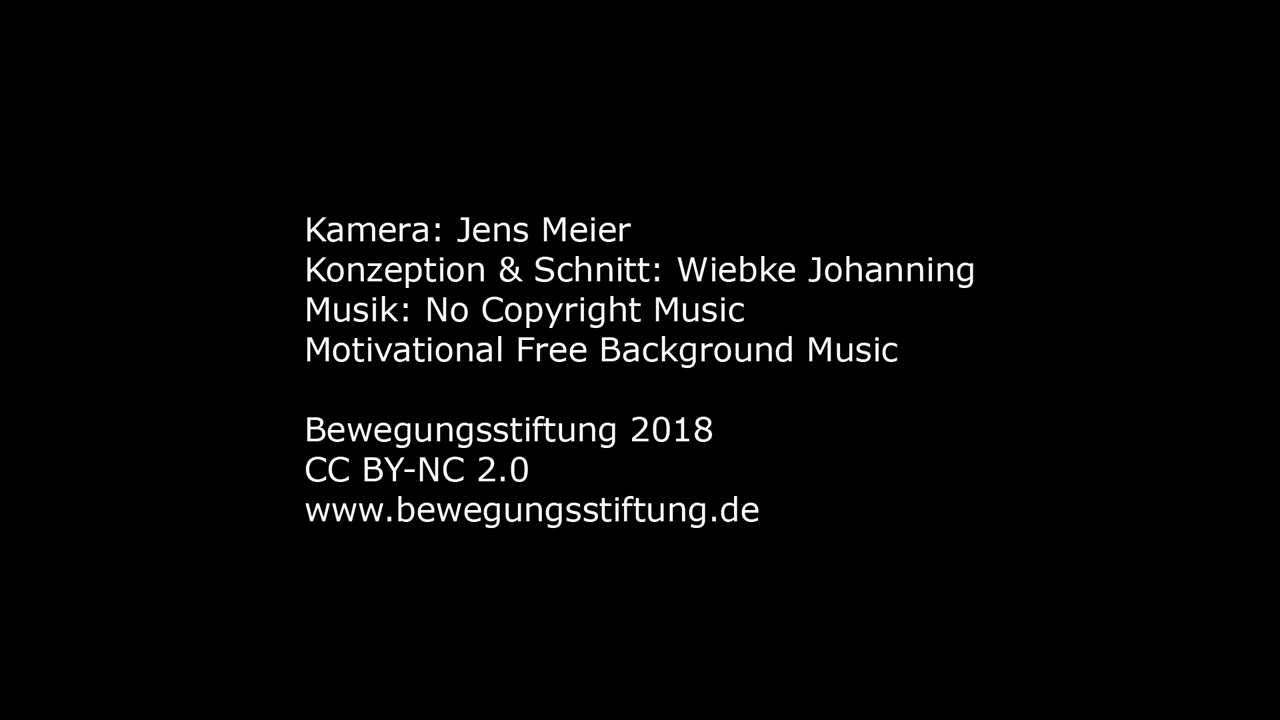 Kamera: Jens Meier
Konzeption & Schnitt: Wiebke Johanning
Musik: No Copyright Music
Motivational Free Background Music
Bewegungsstiftung 2018
CC BY-NC 2.0
www.bewegungsstiftung.de